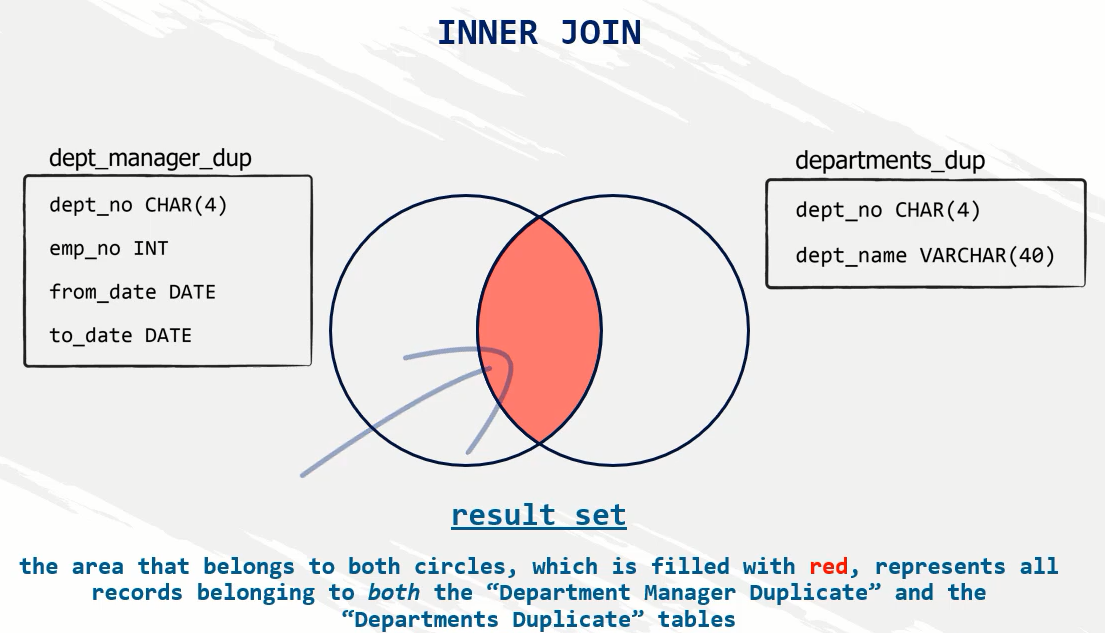 INNER JOIN
dept_manager_dup
dept_no CHAR(4)
emp_no INT
from_date DATE
to_date DATE
departments_dup
dept_no CHAR(4)
dept_name VARCHAR(40)
result set
the area that belongs to both circles, which is filled with red, represents all
records belonging to both the “Department Manager Duplicate” and the
“Departments Duplicate” tables